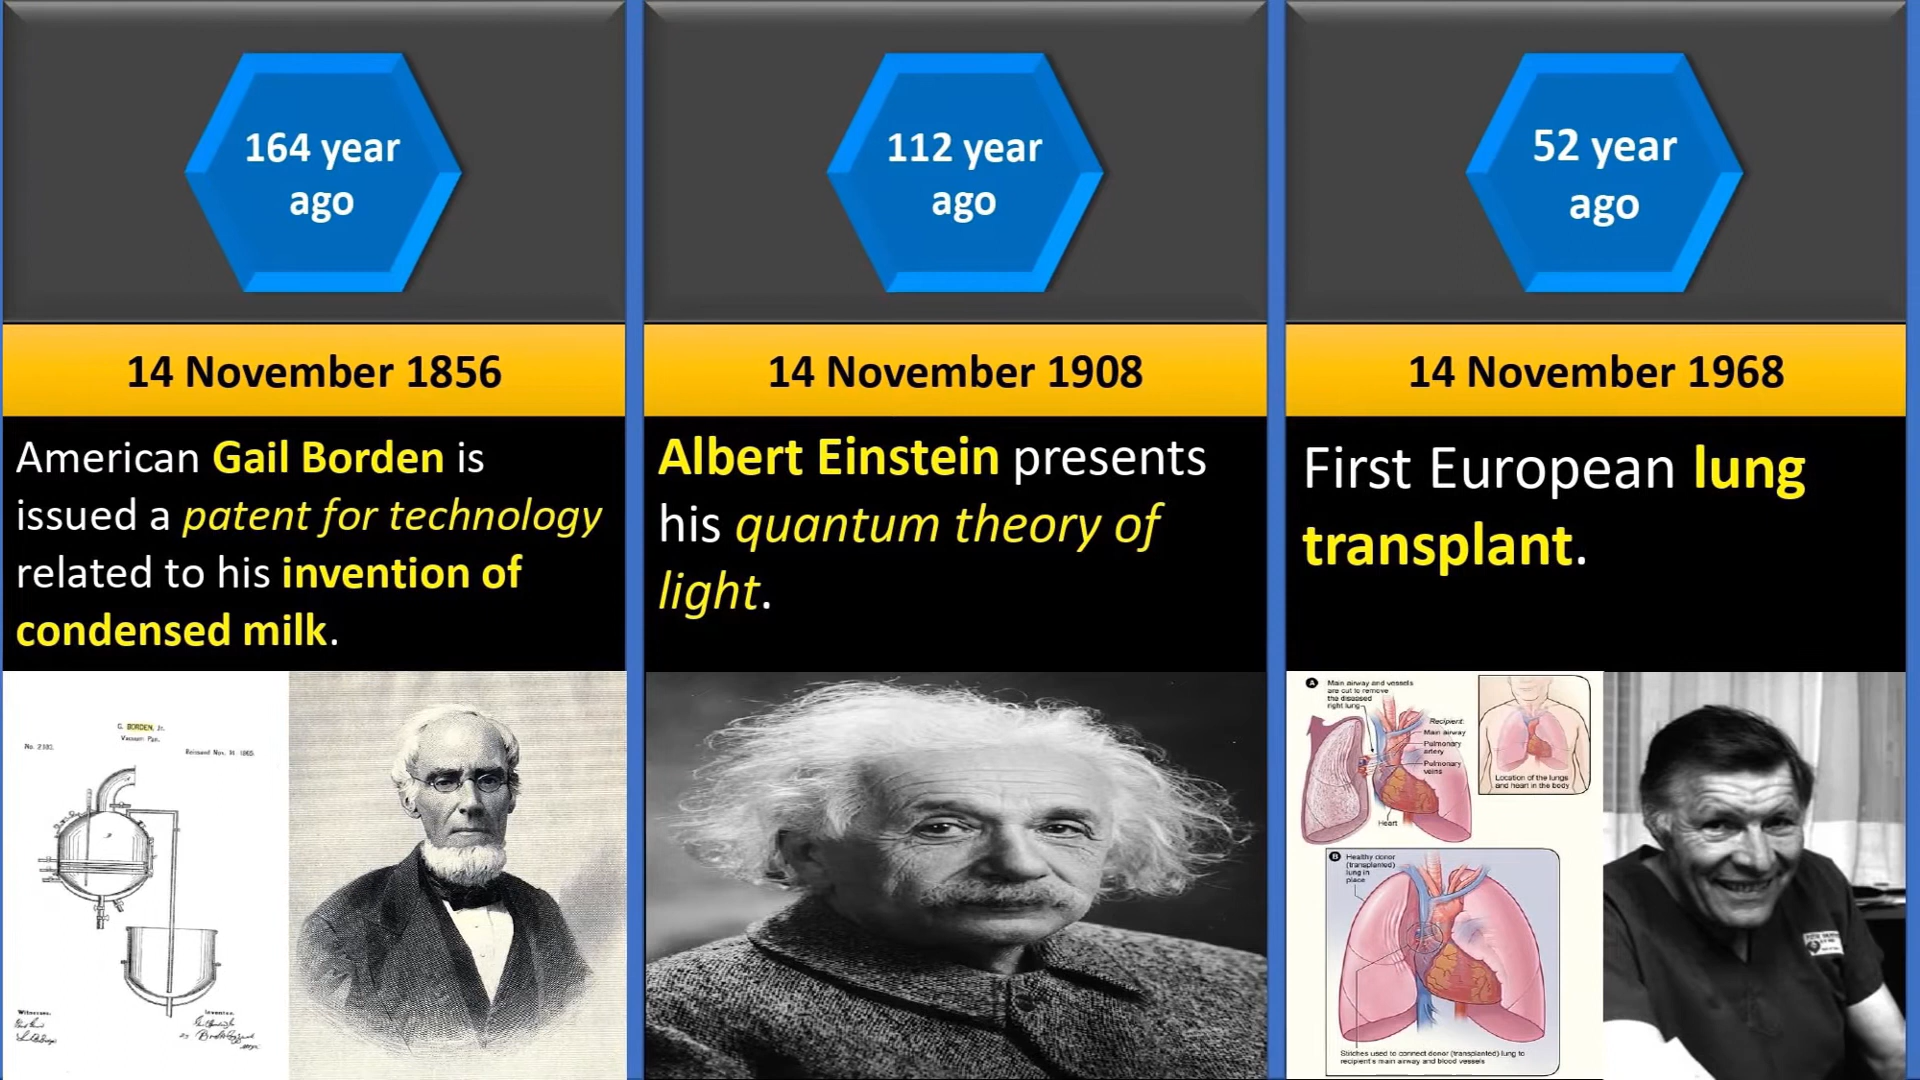 164 year
ago
14 November 1856
American Gail Borden is
issued a patent for technology
related to his invention of
condensed milk.
G. BORDEN, Jr.
Vacuum Pan.
No. 2103.
Witnesses.
Inventor.
112 year
ago
14 November 1908
Albert Einstein presents
his quantum theory of
light.
52 year
ago
14 November 1968
First European lung
transplant.
A
Main airway and vessels
are cut to remove
the diseased
right lung
Recipient:
Main airway
Pulmonary
artery
Pulmonary
veins
Heart
Location of the lungs
and heart in the body
B
Healthy donor
(transplanted)
lung in
place
Stitches used to connect donor (transplanted) lung to
recipient's main airway and blood vessels